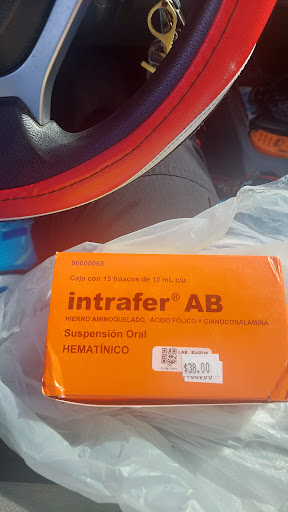 90000066
Caja con 15 frascos de 10 mL c/u
intrafer® AB
HIERRO AMINOQUELADO, ÁCIDO FÓLICO Y CIANOCOBALAMINA
Suspensión Oral
HEMATÍNICO
LAB.
$38.00